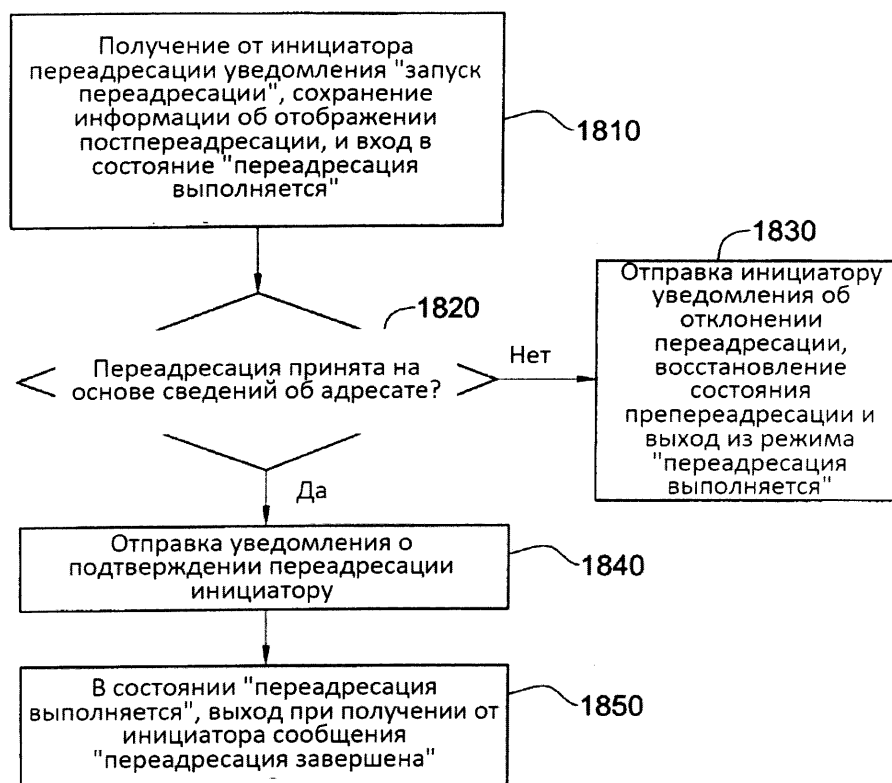 Получение от инициатора
переадресации уведомления "запуск
переадресации", сохранение
информации об отображении
постпереадресации, и вход в
состояние "переадресация
выполняется"
1810
1820
Переадресация принята на
основе сведений об адресате?
Нет
1830
Отправка инициатору
уведомления об
отклонении
переадресации,
восстановление
состояния
препереадресации и
выход из режима
"переадресация
выполняется"
Да
Отправка уведомления о
подтверждении переадресации
инициатору
1840
В состоянии "переадресация
выполняется", выход при получении от
инициатора сообщения
"переадресация завершена"
1850